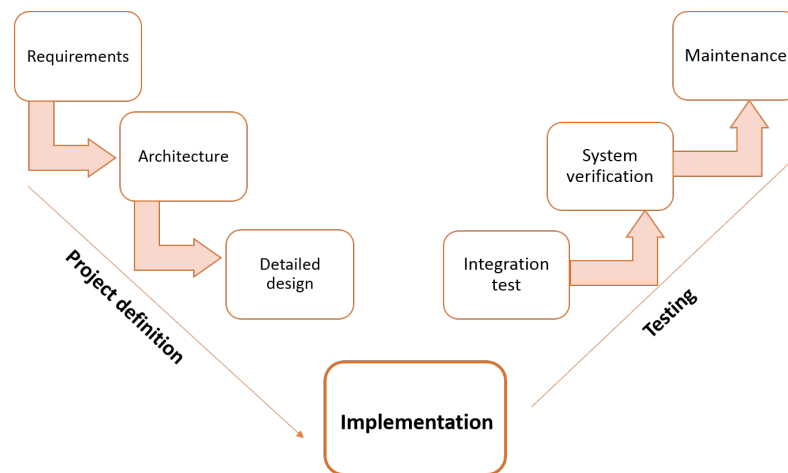 Requirements
Architecture
Detailed
design
Project definition
Implementation
Integration
test
System
verification
Maintenance
Testing